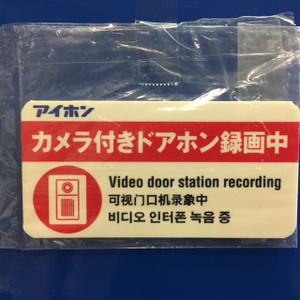 アイホン
カメラ付きドアホン録画中
Video door station recording
可视门口机录象中
비디오 인터폰 녹음 중